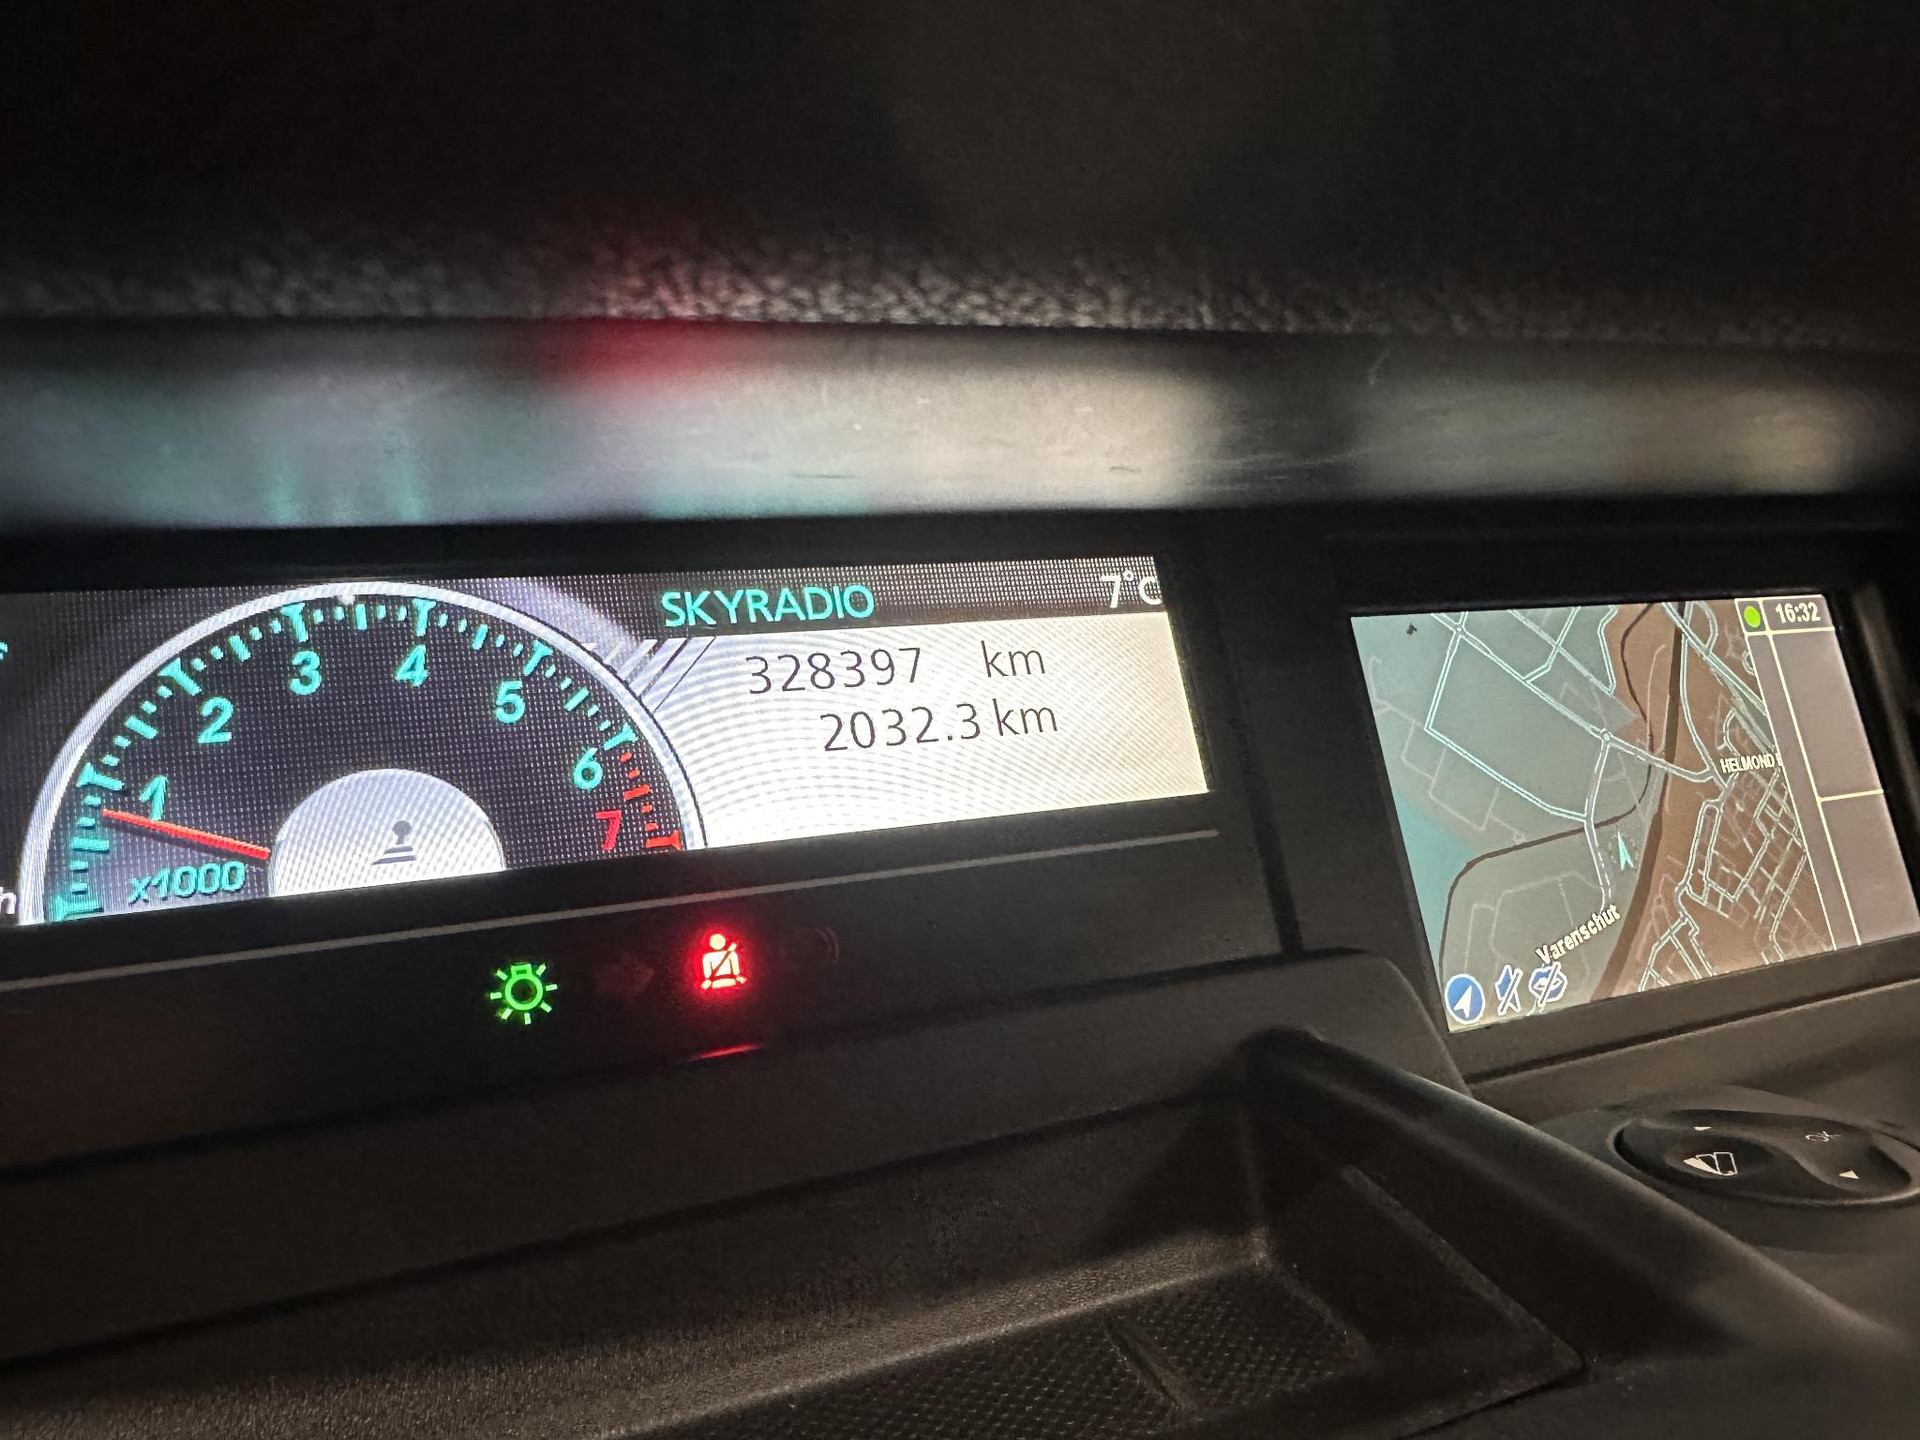 SKYRADIO
7°C
328397 km
2032.3 km
1
2
3
4
5
6
7
x1000
16:32
HELMOND
Varenschut
OK